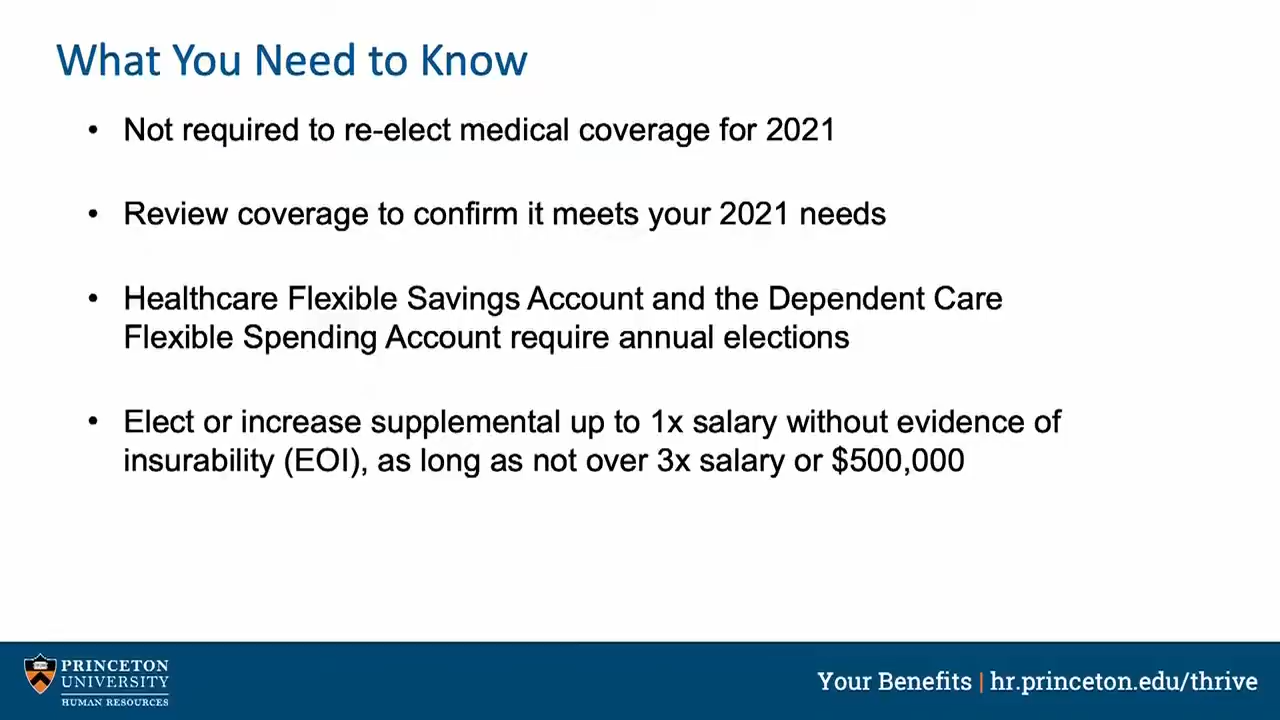 What You Need to Know
• Not required to re-elect medical coverage for 2021
• Review coverage to confirm it meets your 2021 needs
• Healthcare Flexible Savings Account and the Dependent Care
Flexible Spending Account require annual elections
• Elect or increase supplemental up to 1x salary without evidence of
insurability (EOI), as long as not over 3x salary or $500,000
PRINCETON
UNIVERSITY
HUMAN RESOURCES
Your Benefits | hr.princeton.edu/thrive